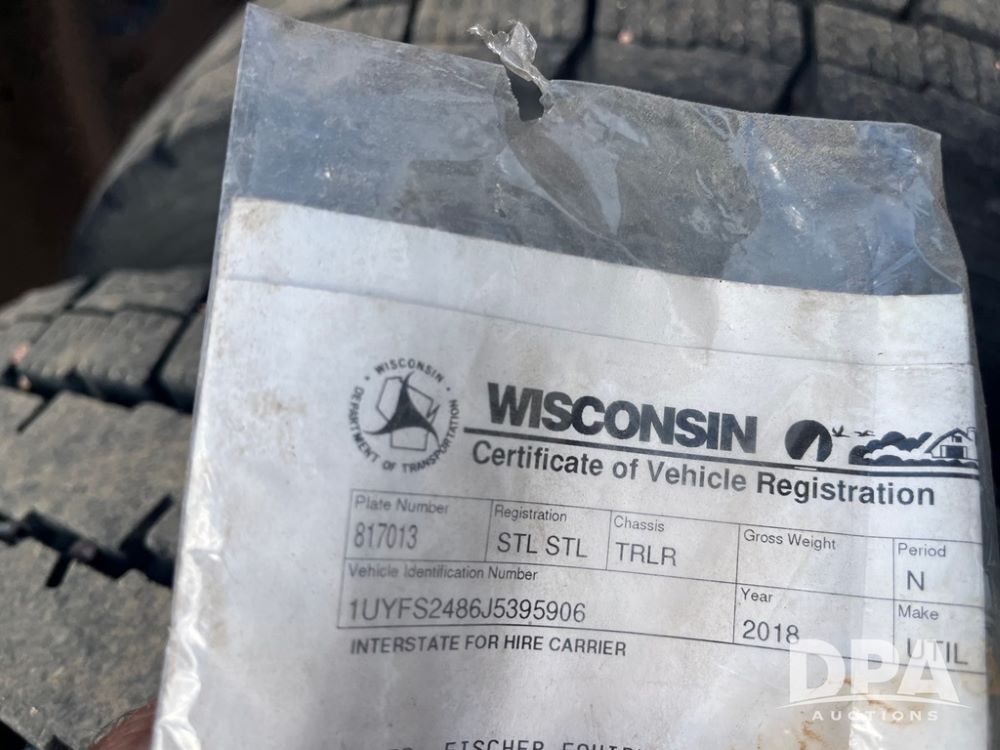 WISCONSIN
DEPARTMENT OF TRANSPORTATION
WISCONSIN
Certificate of Vehicle Registration
Plate Number Registration Chassis Gross Weight Period
817013 STL STL TRLR N
Vehicle Identification Number Year Make
1UYFS2486J5395906 2018 UTIL
INTERSTATE FOR HIRE CARRIER
FISCHER
DPA
AUCTIONS